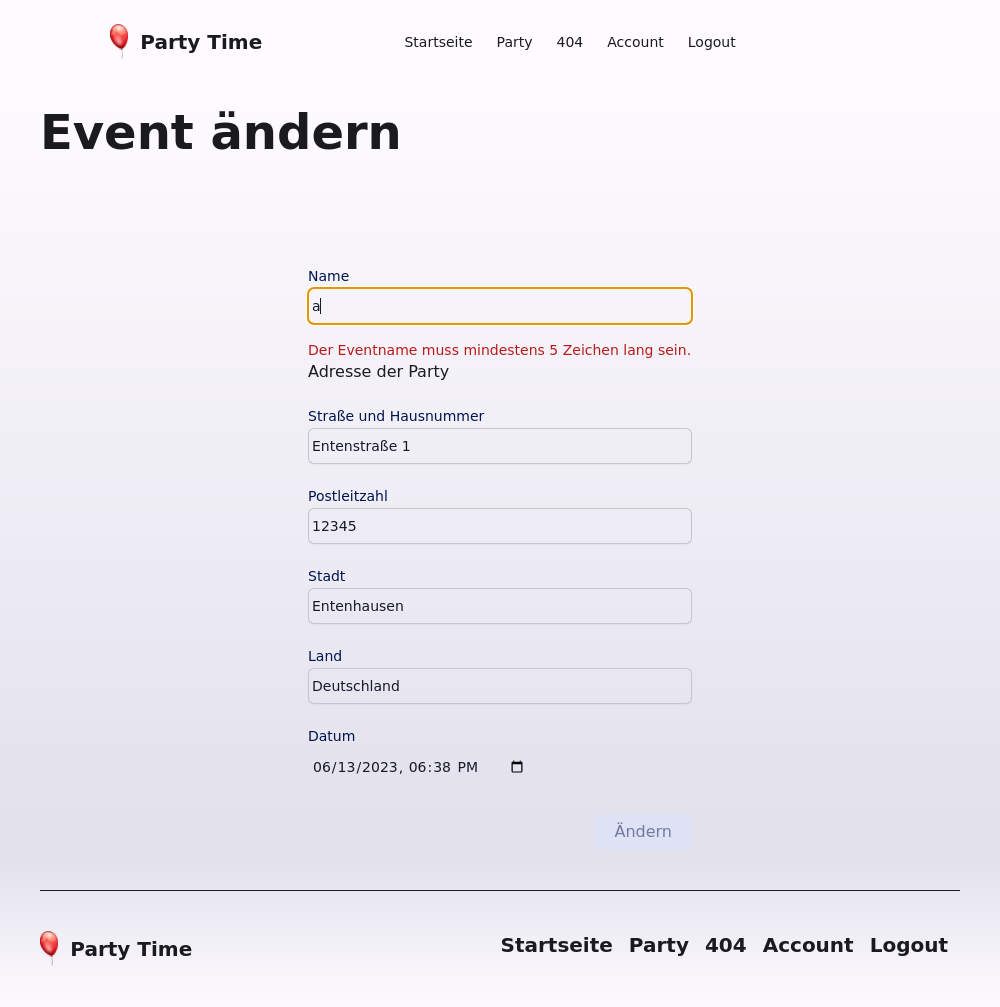 Party Time Startseite Party 404 Account Logout
Event ändern
Name
a
Der Eventname muss mindestens 5 Zeichen lang sein.
Adresse der Party
Straße und Hausnummer
Entenstraße 1
Postleitzahl
12345
Stadt
Entenhausen
Land
Deutschland
Datum
06/13/2023, 06:38 PM
Ändern
Party Time Startseite Party 404 Account Logout